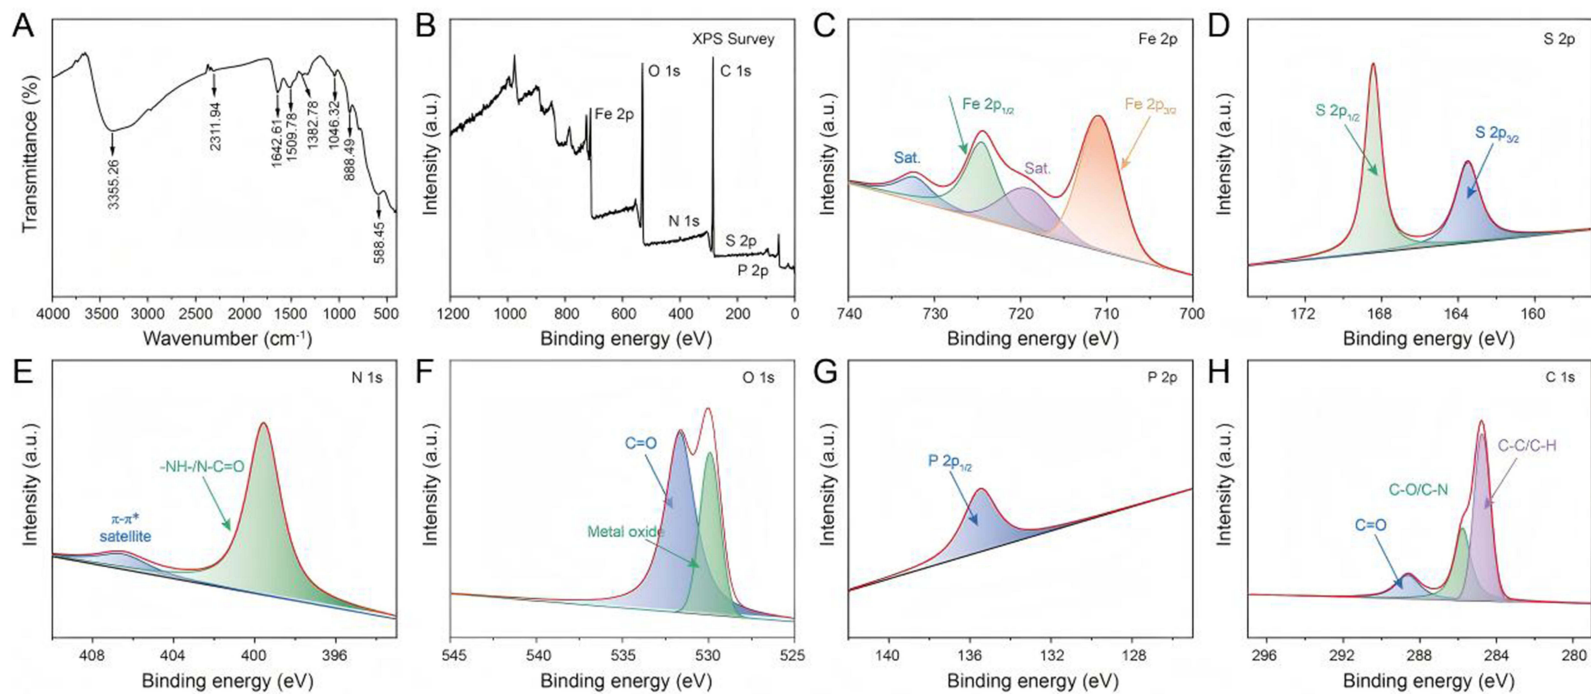 A
Transmittance (%)
3355.26
2311.94
1642.61
1509.78
1382.78
1046.32
888.49
588.45
4000 3500 3000 2500 2000 1500 1000 500
Wavenumber (cm-1)
B
XPS Survey
Intensity (a.u.)
Fe 2p
O 1s
C 1s
N 1s
S 2p
P 2p
1200 1000 800 600 400 200 0
Binding energy (eV)
C
Fe 2p
Intensity (a.u.)
Sat.
Fe 2p1/2
Sat.
Fe 2p3/2
740 730 720 710 700
Binding energy (eV)
D
S 2p
Intensity (a.u.)
S 2p1/2
S 2p3/2
172 168 164 160
Binding energy (eV)
E
N 1s
Intensity (a.u.)
-NH-/N-C=O
π-π*
satellite
408 404 400 396
Binding energy (eV)
F
O 1s
Intensity (a.u.)
C=O
Metal oxide
545 540 535 530 525
Binding energy (eV)
G
P 2p
Intensity (a.u.)
P 2p1/2
140 136 132 128
Binding energy (eV)
H
C 1s
Intensity (a.u.)
C-C/C-H
C-O/C-N
C=O
296 292 288 284 280
Binding energy (eV)